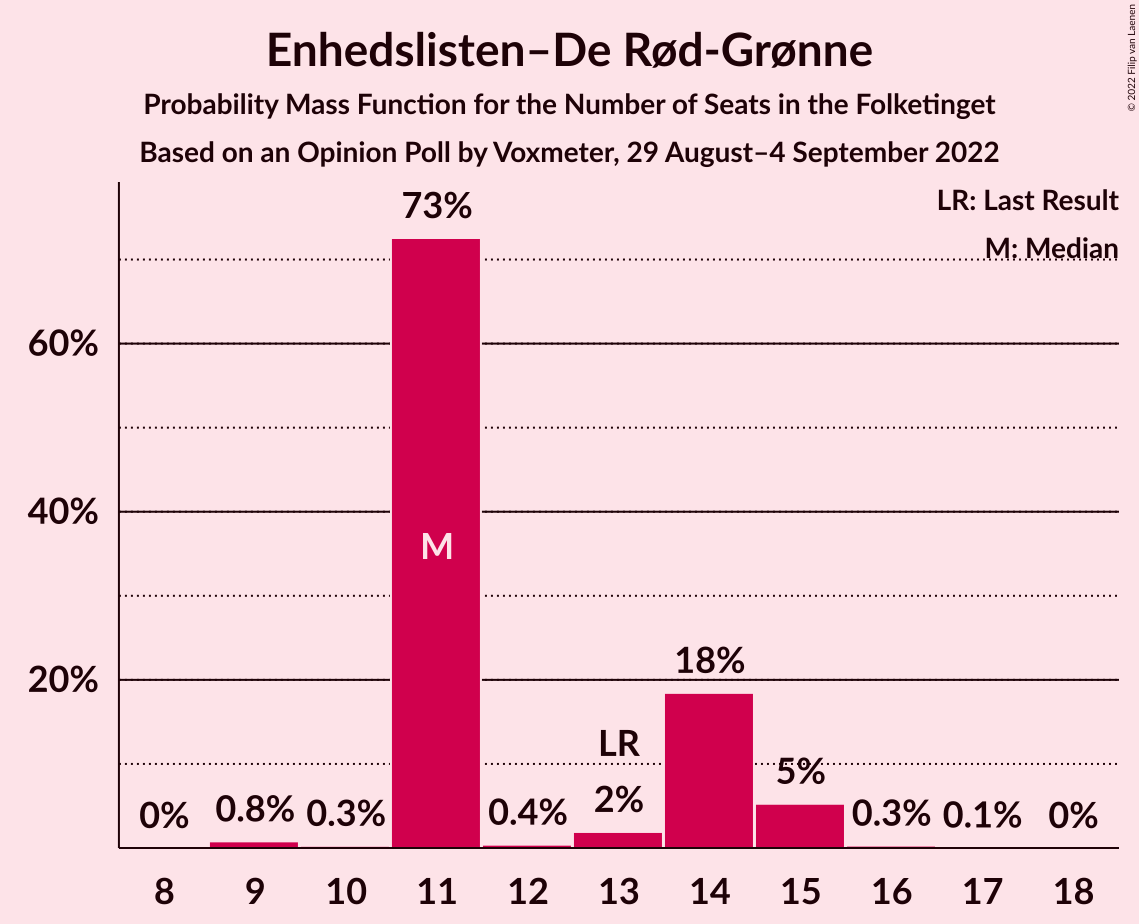 Enhedslisten–De Rød-Grønne
Probability Mass Function for the Number of Seats in the Folketinget
Based on an Opinion Poll by Voxmeter, 29 August–4 September 2022
© 2022 Filip van Laenen
LR: Last Result
M: Median
60%
40%
20%
0% 0.8% 0.3% 73% 0.4% 2% 18% 5% 0.3% 0.1% 0%
M
LR
8 9 10 11 12 13 14 15 16 17 18